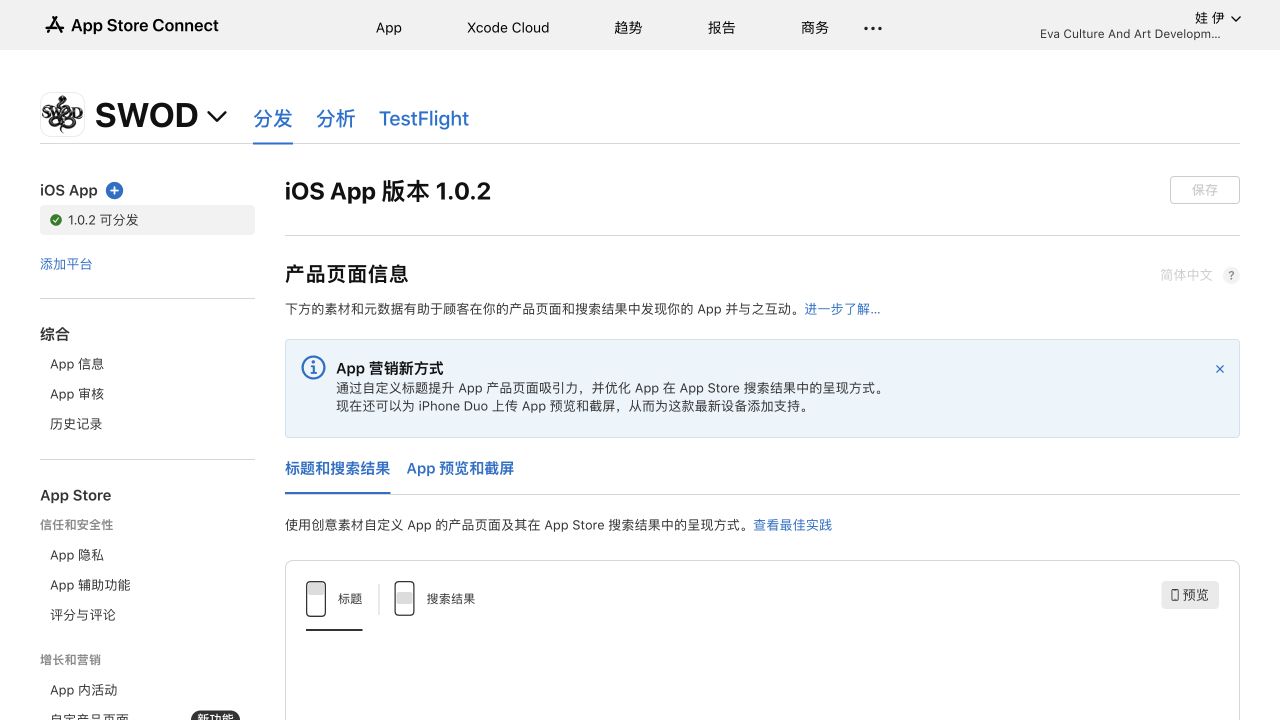 App Store Connect
App
Xcode Cloud
趋势
报告
商务
娃 伊
Eva Culture And Art Developm...
SWOD
SWOD
分发
分析
TestFlight
iOS App
1.0.2 可分发
添加平台
综合
App 信息
App 审核
历史记录
App Store
信任和安全性
App 隐私
App 辅助功能
评分与评论
增长和营销
App 内活动
自定产品页面
新功能
iOS App 版本 1.0.2
保存
产品页面信息
简体中文
?
下方的素材和元数据有助于顾客在你的产品页面和搜索结果中发现你的 App 并与之互动。进一步了解...
App 营销新方式
通过自定义标题提升 App 产品页面吸引力，并优化 App 在 App Store 搜索结果中的呈现方式。
现在还可以为 iPhone Duo 上传 App 预览和截屏，从而为这款最新设备添加支持。
标题和搜索结果
App 预览和截屏
使用创意素材自定义 App 的产品页面及其在 App Store 搜索结果中的呈现方式。查看最佳实践
标题
搜索结果
预览